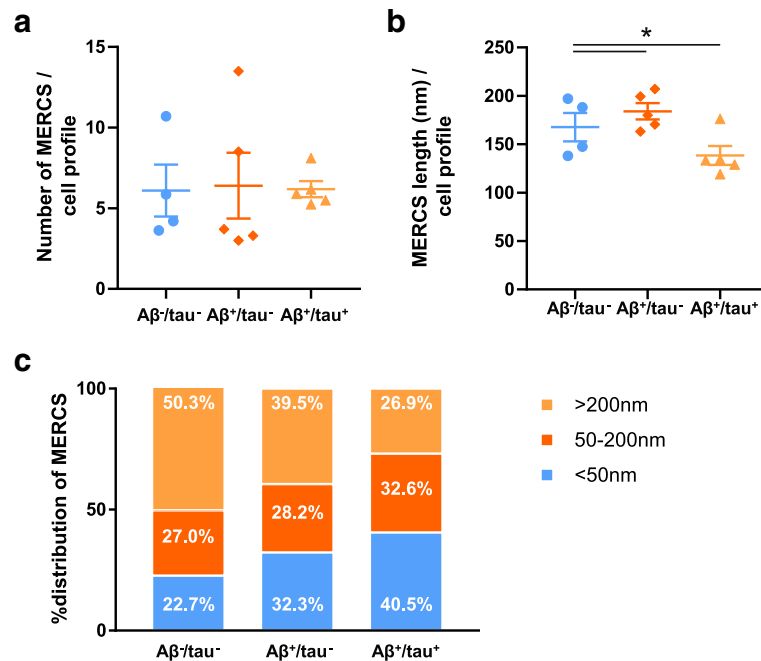 a
Number of MERCS /
cell profile
15
10
5
0
Aβ⁻/tau⁻ Aβ⁺/tau⁻ Aβ⁺/tau⁺
b
MERCS length (nm) /
cell profile
250
200
150
100
50
0
*
Aβ⁻/tau⁻ Aβ⁺/tau⁻ Aβ⁺/tau⁺
c
%distribution of MERCS
100
50
0
50.3% 39.5% 26.9%
27.0% 28.2% 32.6%
22.7% 32.3% 40.5%
Aβ⁻/tau⁻ Aβ⁺/tau⁻ Aβ⁺/tau⁺
>200nm
50-200nm
<50nm